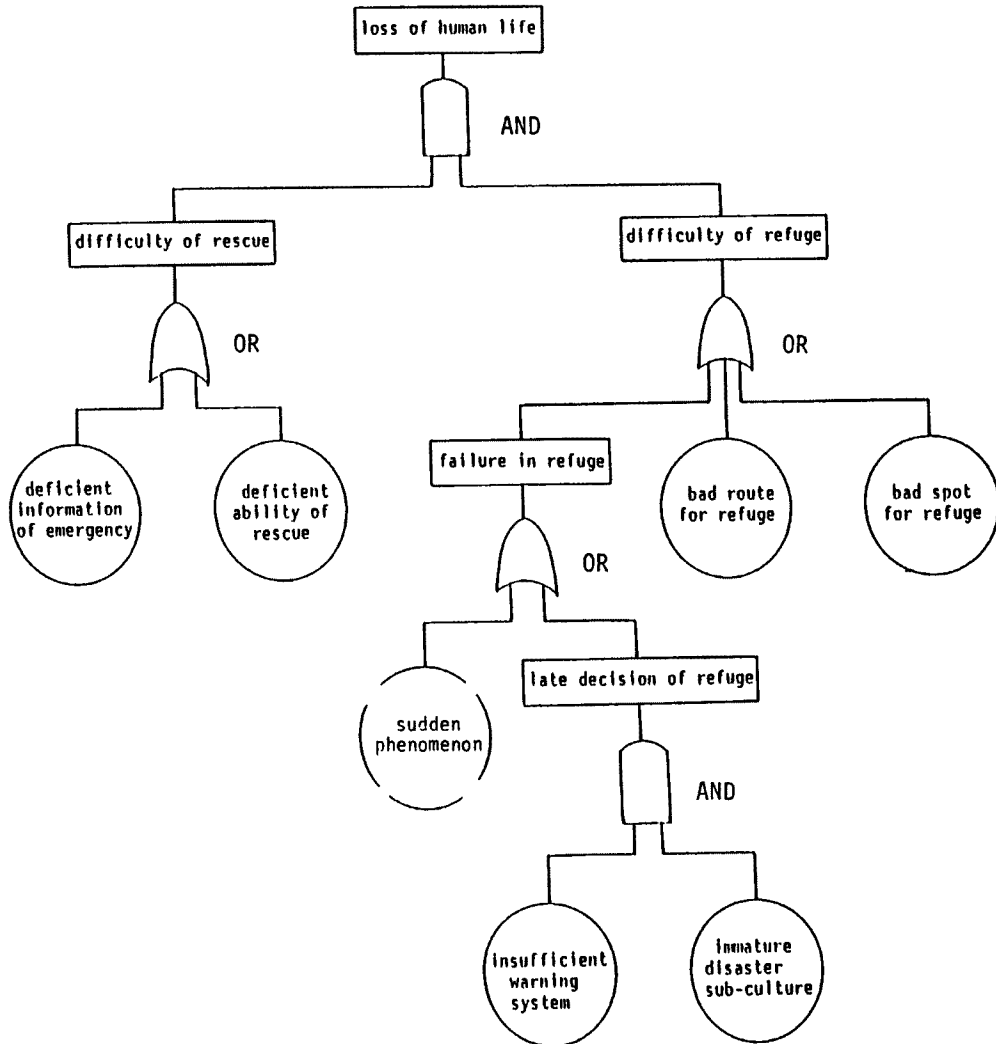 loss of human life
AND
difficulty of rescue
difficulty of refuge
OR
OR
failure in refuge
deficient
information
of emergency
deficient
ability of
rescue
bad route
for refuge
bad spot
for refuge
OR
late decision of refuge
sudden
phenomenon
AND
insufficient
warning
system
immature
disaster
sub-culture